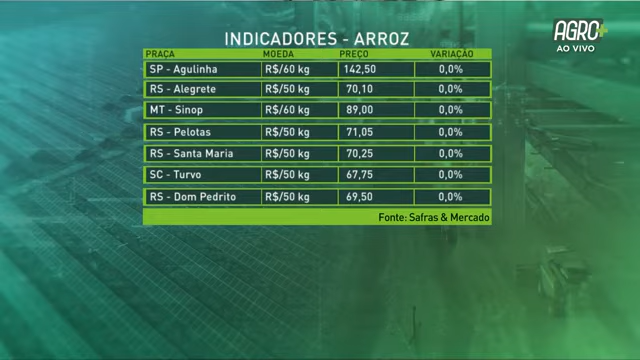 AGRO+
AO VIVO
INDICADORES - ARROZ
PRAÇA MOEDA PREÇO VARIAÇÃO
SP - Agulinha R$/60 kg 142,50 0,0%
RS - Alegrete R$/50 kg 70,10 0,0%
MT - Sinop R$/60 kg 89,00 0,0%
RS - Pelotas R$/50 kg 71,05 0,0%
RS - Santa Maria R$/50 kg 70,25 0,0%
SC - Turvo R$/50 kg 67,75 0,0%
RS - Dom Pedrito R$/50 kg 69,50 0,0%
Fonte: Safras & Mercado